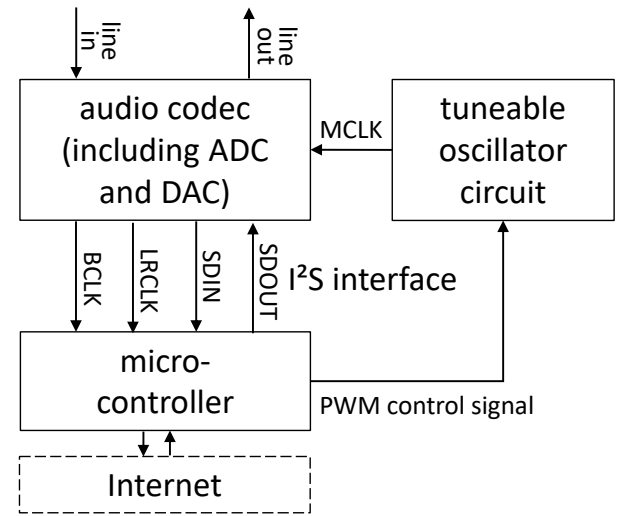 line
in
line
out
audio codec
(including ADC
and DAC)
MCLK
tuneable
oscillator
circuit
BCLK
LRCLK
SDIN
SDOUT
I²S interface
micro-
controller
PWM control signal
Internet